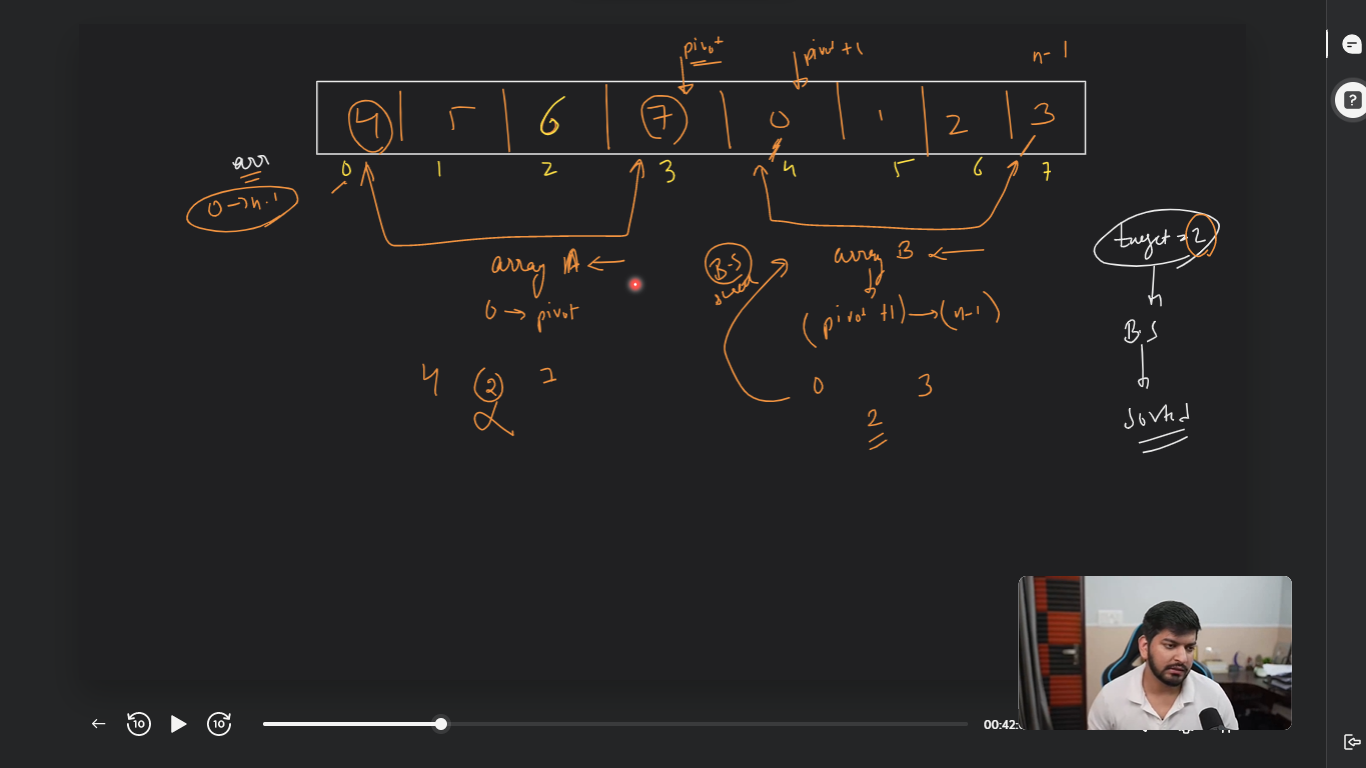 pivot
pivot+1
n-1
4 5 6 7 0 1 2 3
arr
0 1 2 3 4 5 6 7
0→n-1
target = 2
array A ←
B-S
array B ←
0 → pivot
(pivot +1) → (n-1)
B.S
4 2 7
0 3
2
sorted
10
10
00:42:
?